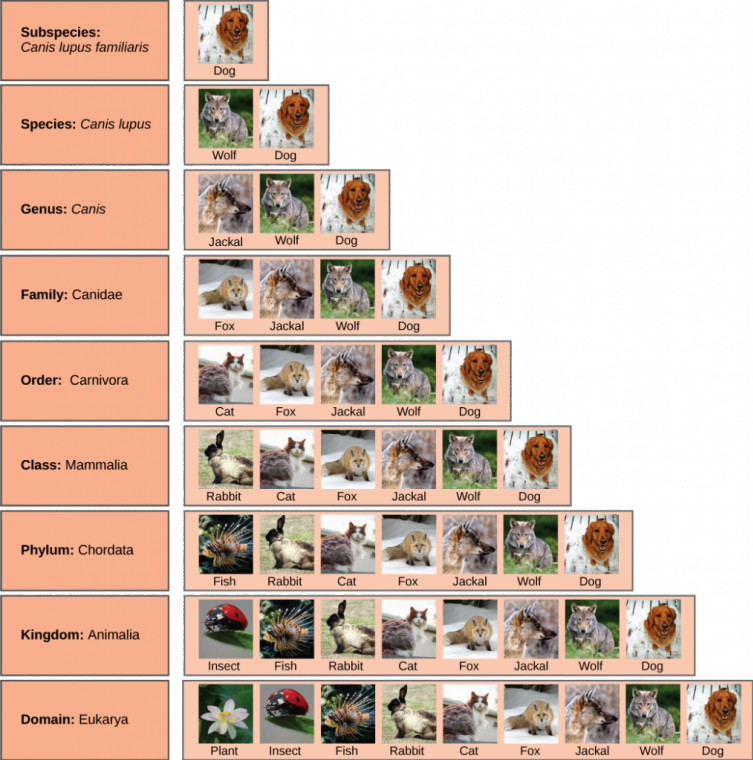 Subspecies:
Canis lupus familiaris
Dog
Species: Canis lupus
Wolf Dog
Genus: Canis
Jackal Wolf Dog
Family: Canidae
Fox Jackal Wolf Dog
Order: Carnivora
Cat Fox Jackal Wolf Dog
Class: Mammalia
Rabbit Cat Fox Jackal Wolf Dog
Phylum: Chordata
Fish Rabbit Cat Fox Jackal Wolf Dog
Kingdom: Animalia
Insect Fish Rabbit Cat Fox Jackal Wolf Dog
Domain: Eukarya
Plant Insect Fish Rabbit Cat Fox Jackal Wolf Dog